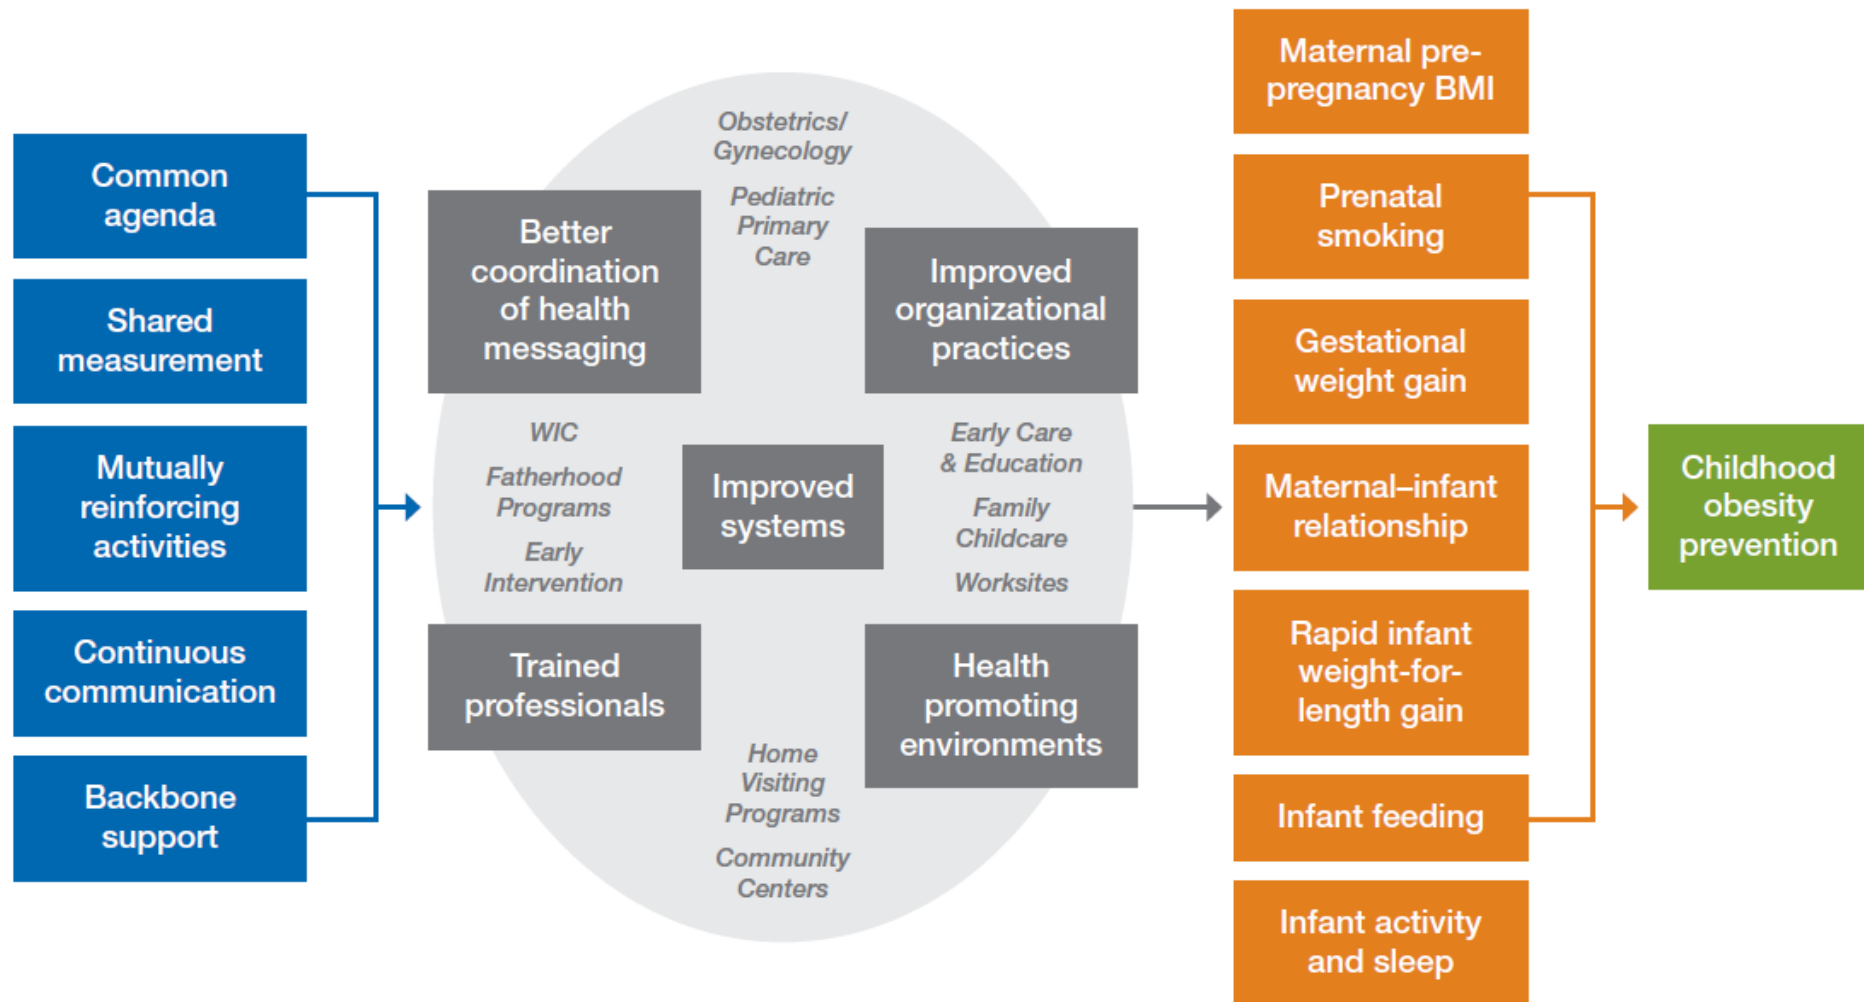 Common
agenda
Shared
measurement
Mutually
reinforcing
activities
Continuous
communication
Backbone
support
Obstetrics/
Gynecology
Pediatric
Primary
Care
Better
coordination
of health
messaging
Improved
organizational
practices
WIC
Fatherhood
Programs
Early
Intervention
Improved
systems
Early Care
& Education
Family
Childcare
Worksites
Trained
professionals
Health
promoting
environments
Home
Visiting
Programs
Community
Centers
Maternal pre-
pregnancy BMI
Prenatal
smoking
Gestational
weight gain
Maternal–infant
relationship
Rapid infant
weight-for-
length gain
Infant feeding
Infant activity
and sleep
Childhood
obesity
prevention